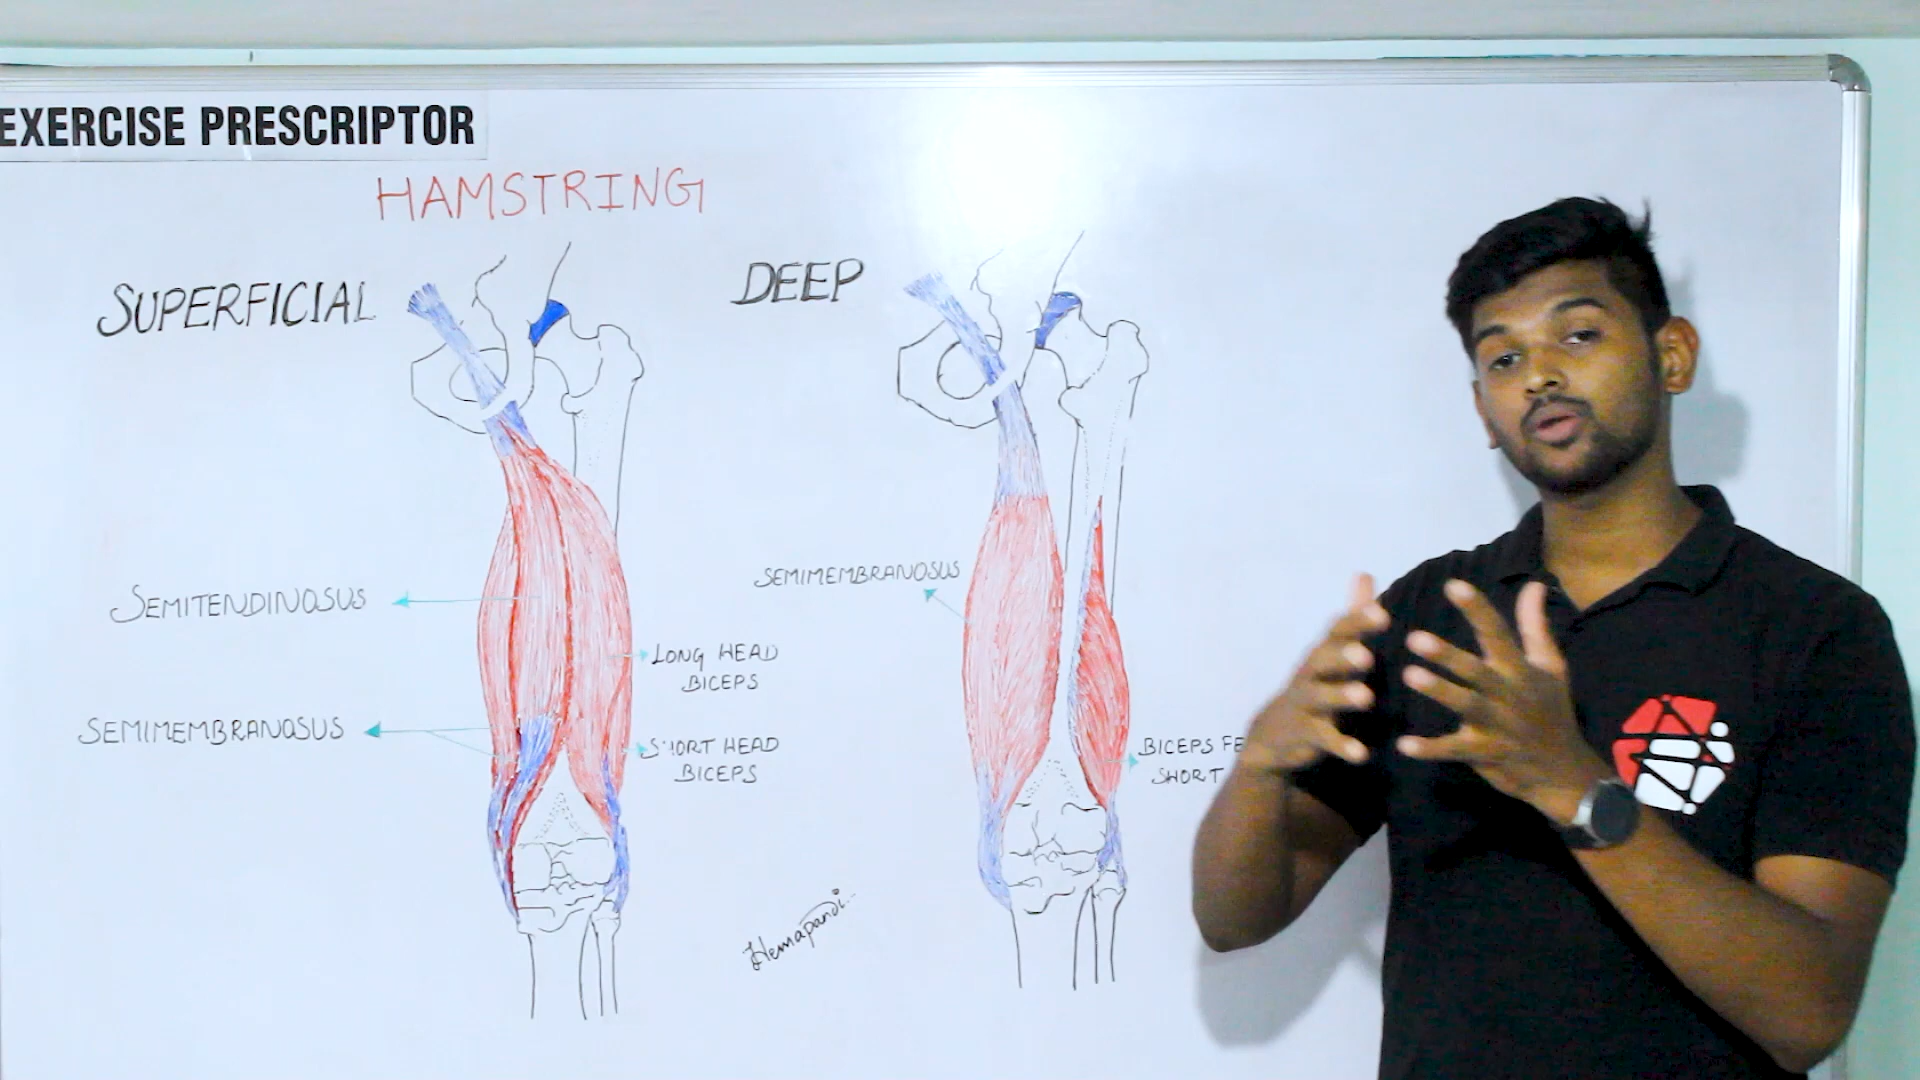 EXERCISE PRESCRIPTOR
HAMSTRING
SUPERFICIAL
DEEP
SEMITENDINOSUS
SEMIMEMBRANOSUS
LONG HEAD
BICEPS
SHORT HEAD
BICEPS
SEMIMEMBRANOSUS
BICEPS FE
SHORT
Hemapandi